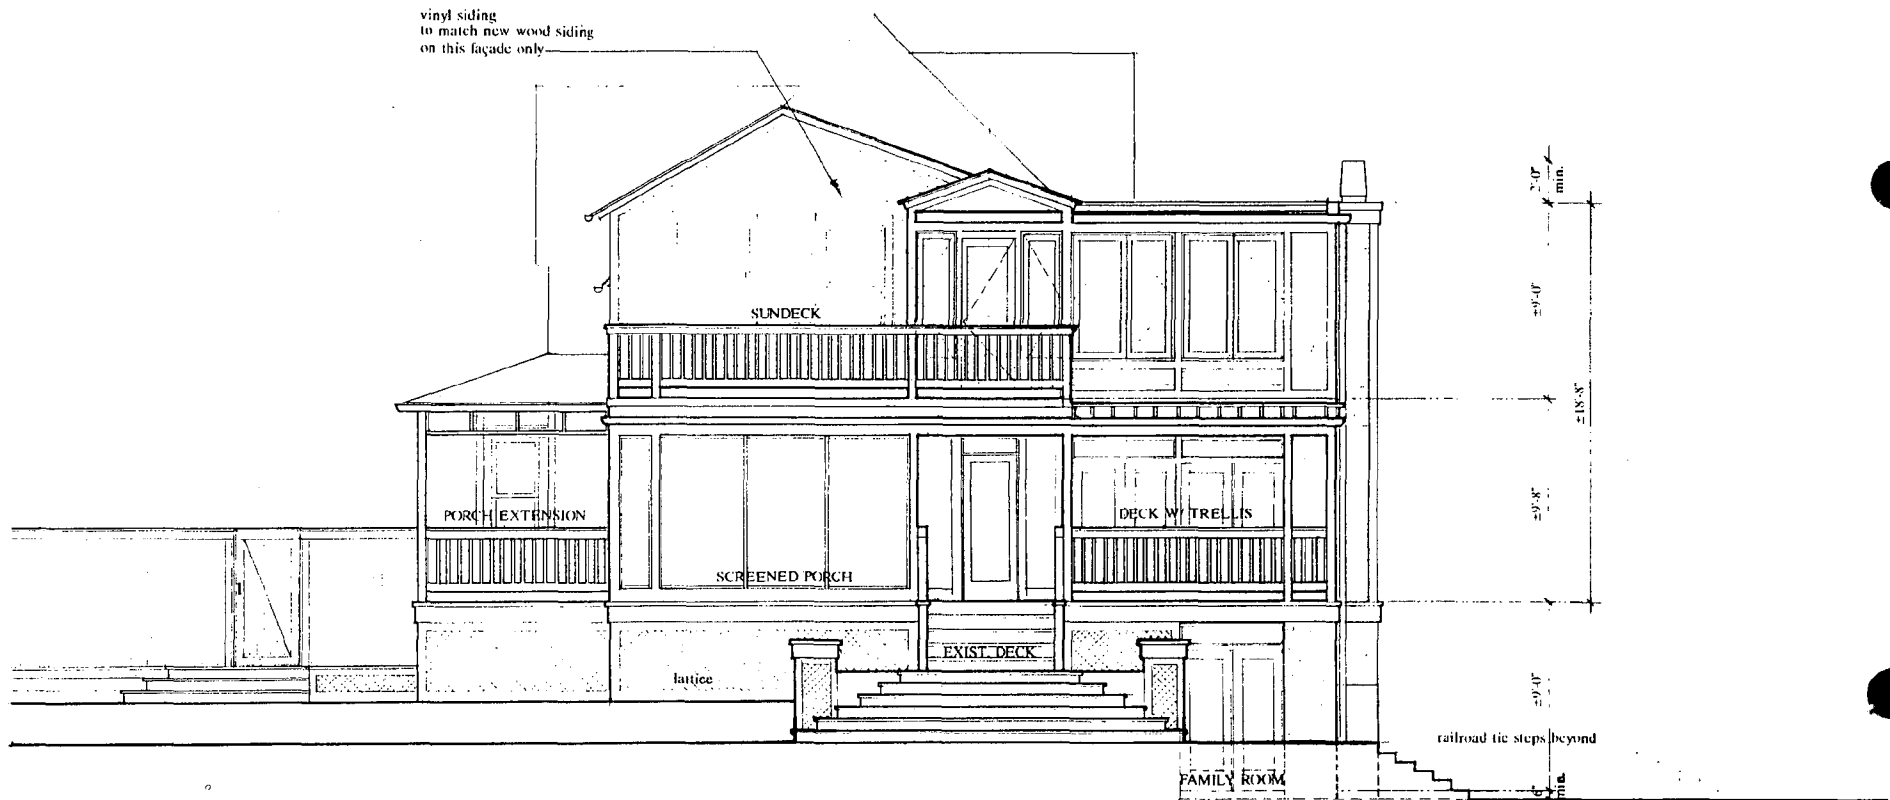 vinyl siding
to match new wood siding
on this façade only
SUNDECK
PORCH EXTENSION
DECK W/ TRELLIS
SCREENED PORCH
EXIST. DECK
lattice
railroad tie steps beyond
FAMILY ROOM
2'-0"
min.
±9'-0"
±18'-8"
±9'-8"
±9'-0"
6"
min.